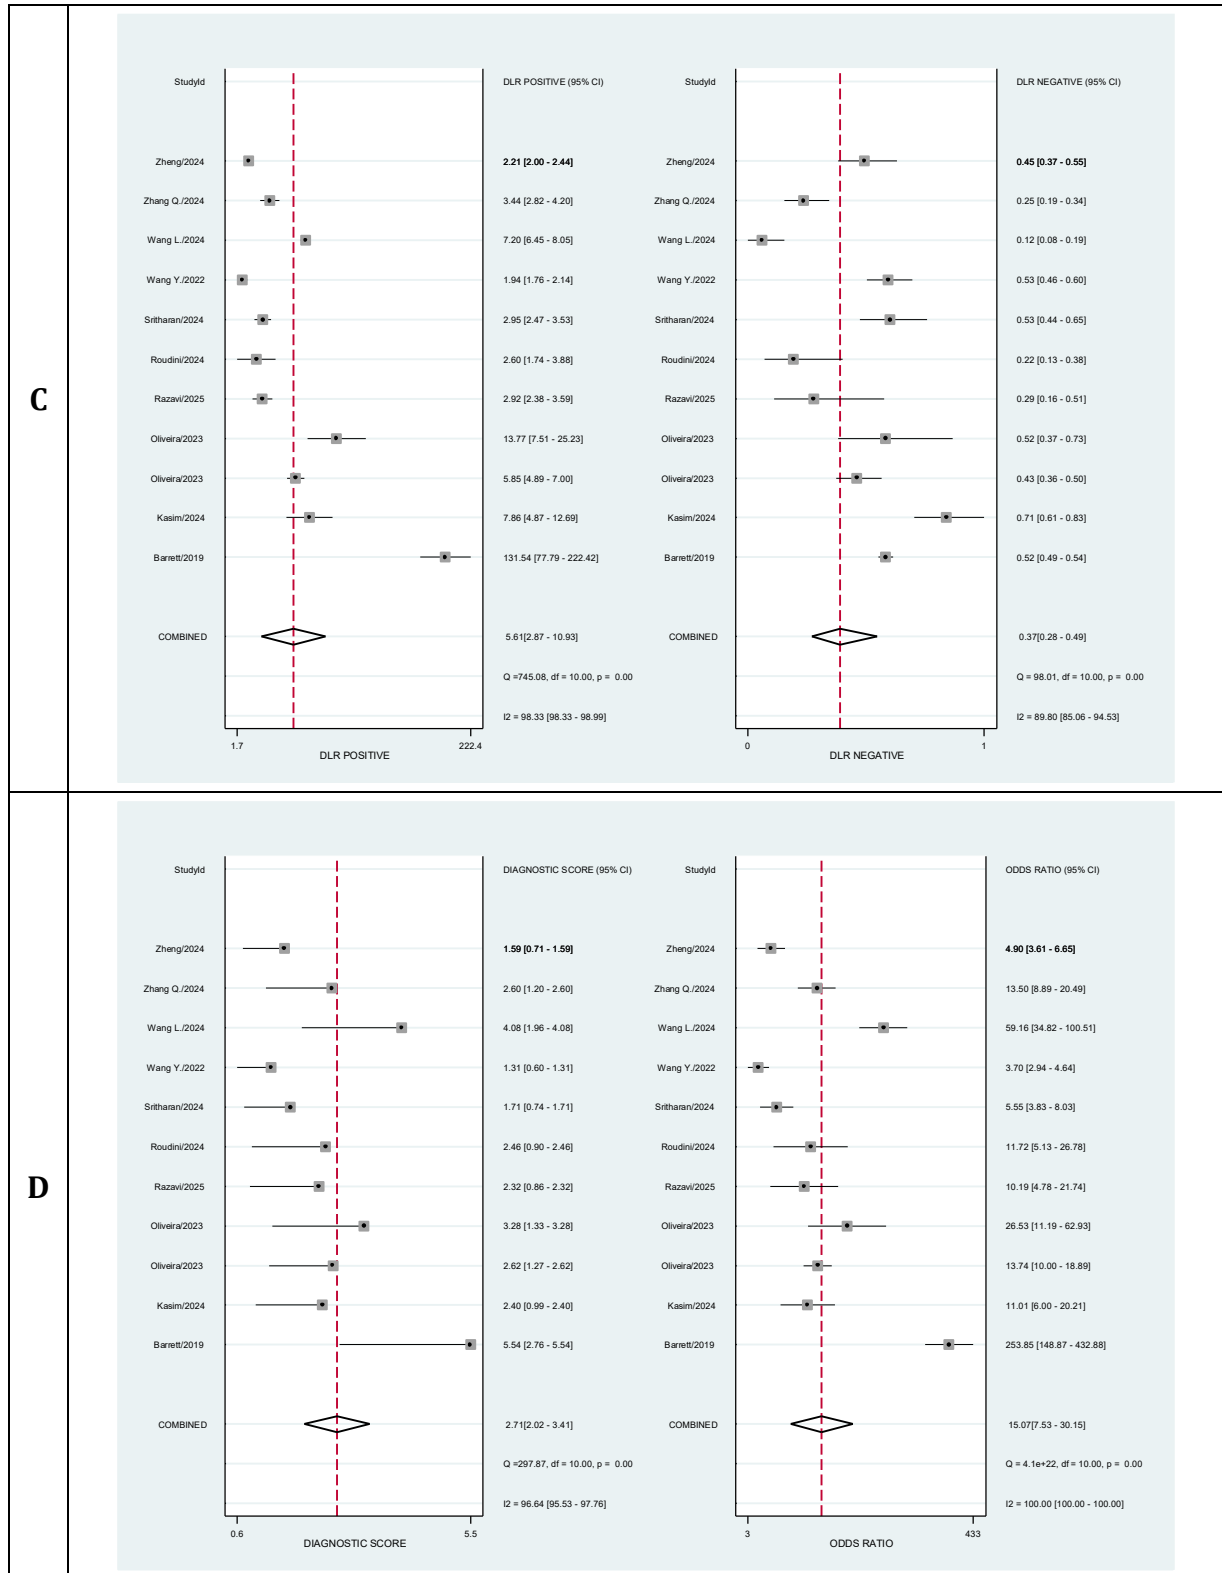 C
StudyId DLR POSITIVE (95% CI) StudyId DLR NEGATIVE (95% CI)
Zheng/2024 2.21 [2.00 - 2.44] Zheng/2024 0.45 [0.37 - 0.55]
Zhang Q./2024 3.44 [2.82 - 4.20] Zhang Q./2024 0.25 [0.19 - 0.34]
Wang L./2024 7.20 [6.45 - 8.05] Wang L./2024 0.12 [0.08 - 0.19]
Wang Y./2022 1.94 [1.76 - 2.14] Wang Y./2022 0.53 [0.46 - 0.60]
Sritharan/2024 2.95 [2.47 - 3.53] Sritharan/2024 0.53 [0.44 - 0.65]
Roudini/2024 2.60 [1.74 - 3.88] Roudini/2024 0.22 [0.13 - 0.38]
Razavi/2025 2.92 [2.38 - 3.59] Razavi/2025 0.29 [0.16 - 0.51]
Oliveira/2023 13.77 [7.51 - 25.23] Oliveira/2023 0.52 [0.37 - 0.73]
Oliveira/2023 5.85 [4.89 - 7.00] Oliveira/2023 0.43 [0.36 - 0.50]
Kasim/2024 7.86 [4.87 - 12.69] Kasim/2024 0.71 [0.61 - 0.83]
Barrett/2019 131.54 [77.79 - 222.42] Barrett/2019 0.52 [0.49 - 0.54]
COMBINED 5.61[2.87 - 10.93] COMBINED 0.37[0.28 - 0.49]
Q =745.08, df = 10.00, p = 0.00 Q = 98.01, df = 10.00, p = 0.00
I2 = 98.33 [98.33 - 98.99] I2 = 89.80 [85.06 - 94.53]
1.7 222.4 0 1
DLR POSITIVE DLR NEGATIVE
D
StudyId DIAGNOSTIC SCORE (95% CI) StudyId ODDS RATIO (95% CI)
Zheng/2024 1.59 [0.71 - 1.59] Zheng/2024 4.90 [3.61 - 6.65]
Zhang Q./2024 2.60 [1.20 - 2.60] Zhang Q./2024 13.50 [8.89 - 20.49]
Wang L./2024 4.08 [1.96 - 4.08] Wang L./2024 59.16 [34.82 - 100.51]
Wang Y./2022 1.31 [0.60 - 1.31] Wang Y./2022 3.70 [2.94 - 4.64]
Sritharan/2024 1.71 [0.74 - 1.71] Sritharan/2024 5.55 [3.83 - 8.03]
Roudini/2024 2.46 [0.90 - 2.46] Roudini/2024 11.72 [5.13 - 26.78]
Razavi/2025 2.32 [0.86 - 2.32] Razavi/2025 10.19 [4.78 - 21.74]
Oliveira/2023 3.28 [1.33 - 3.28] Oliveira/2023 26.53 [11.19 - 62.93]
Oliveira/2023 2.62 [1.27 - 2.62] Oliveira/2023 13.74 [10.00 - 18.89]
Kasim/2024 2.40 [0.99 - 2.40] Kasim/2024 11.01 [6.00 - 20.21]
Barrett/2019 5.54 [2.76 - 5.54] Barrett/2019 253.85 [148.87 - 432.88]
COMBINED 2.71[2.02 - 3.41] COMBINED 15.07[7.53 - 30.15]
Q =297.87, df = 10.00, p = 0.00 Q = 4.1e+22, df = 10.00, p = 0.00
I2 = 96.64 [95.53 - 97.76] I2 = 100.00 [100.00 - 100.00]
0.6 5.5 3 433
DIAGNOSTIC SCORE ODDS RATIO